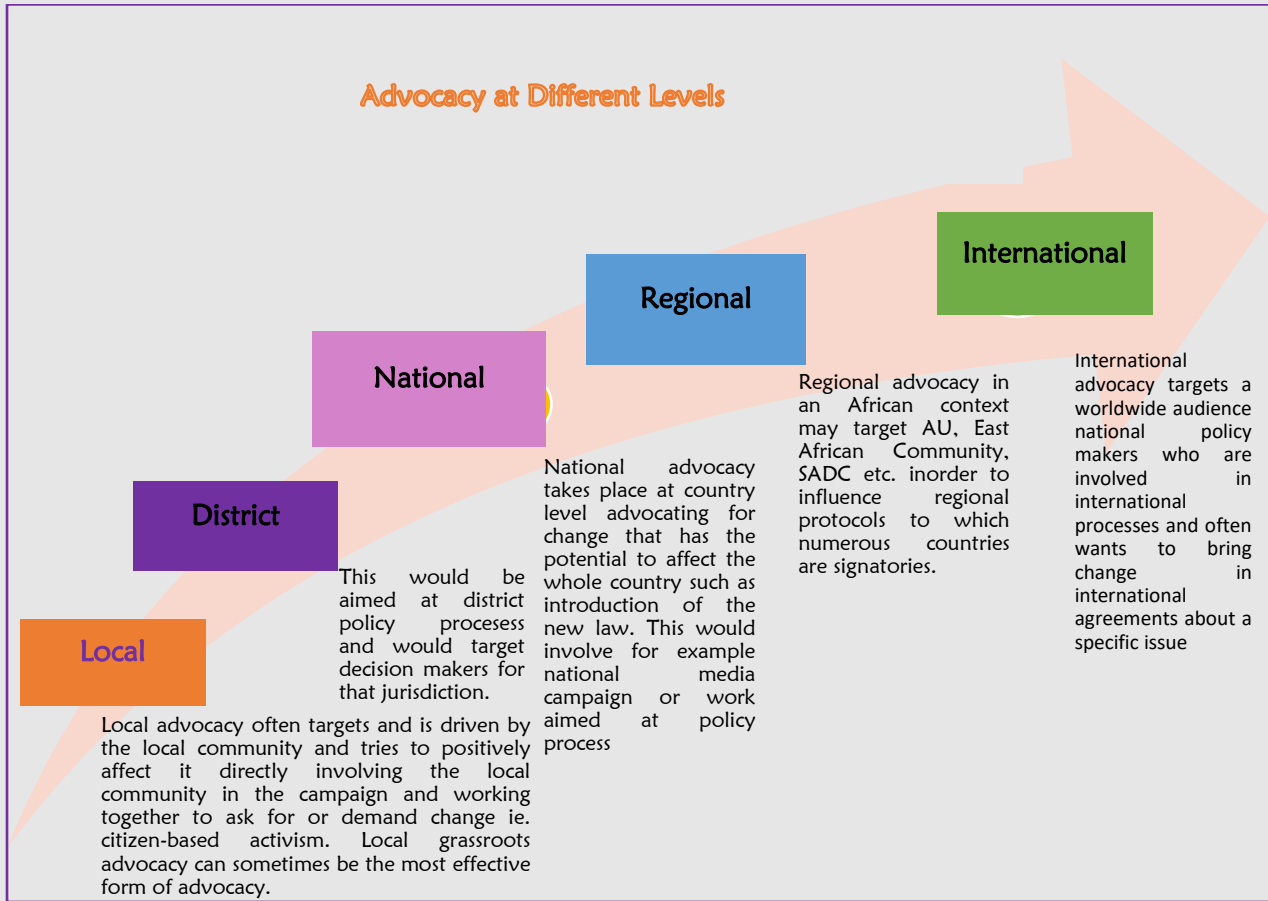 Advocacy at Different Levels
Local
Local advocacy often targets and is driven by
the local community and tries to positively
affect it directly involving the local
community in the campaign and working
together to ask for or demand change ie.
citizen-based activism. Local grassroots
advocacy can sometimes be the most effective
form of advocacy.
District
This would be
aimed at district
policy procesess
and would target
decision makers for
that jurisdiction.
National
National advocacy
takes place at country
level advocating for
change that has the
potential to affect the
whole country such as
introduction of the
new law. This would
involve for example
national media
campaign or work
aimed at policy
process
Regional
Regional advocacy in
an African context
may target AU, East
African Community,
SADC etc. inorder to
influence regional
protocols to which
numerous countries
are signatories.
International
International
advocacy targets a
worldwide audience
national policy
makers who are
involved in
international
processes and often
wants to bring
change in
international
agreements about a
specific issue